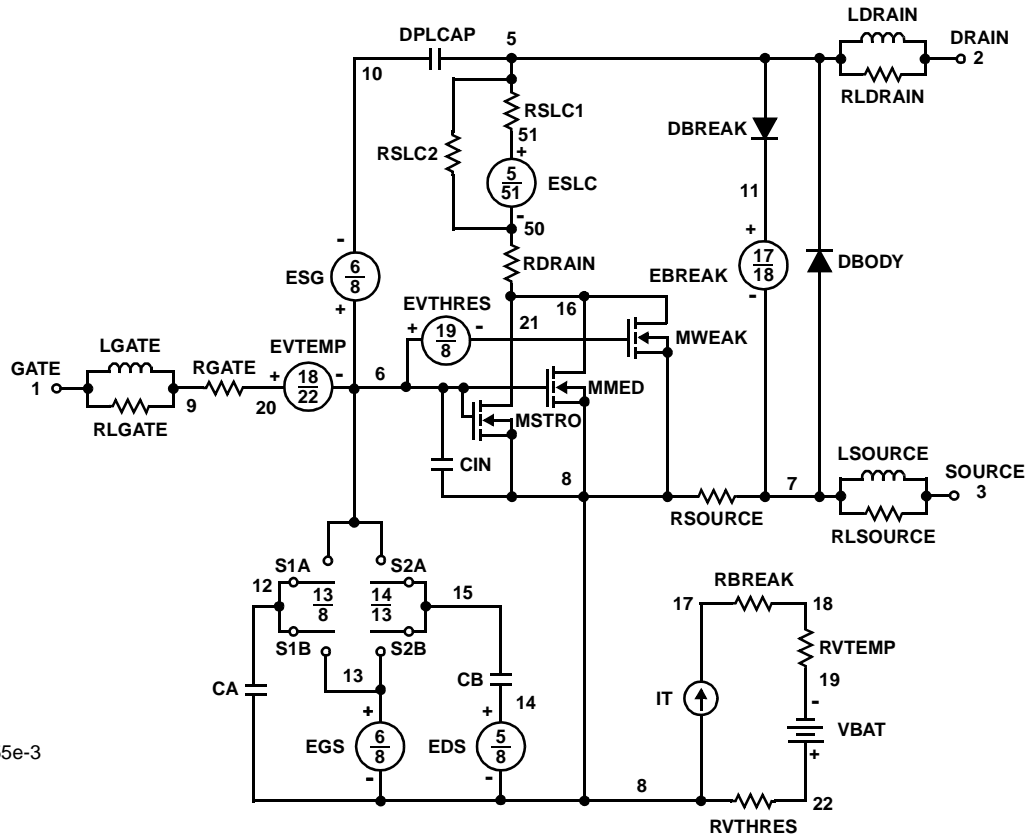 LDRAIN
DPLCAP 5 DRAIN
10 2
RLDRAIN
RSLC1
51 DBREAK
RSLC2 +
5
51
ESLC 11
- 50
- +
RDRAIN
6
8
ESG
17
18
EBREAK DBODY
+ -
EVTHRES 16
+ 19
8
- 21
MWEAK
LGATE EVTEMP
GATE RGATE + 18
22
- 6
1 MMED
9 20
RLGATE MSTRO
LSOURCE
CIN 8 7 SOURCE
3
RSOURCE
RLSOURCE
S1A S2A
12 13
8
14
13
15
RBREAK
17 18
S1B S2B
RVTEMP
13 CB
CA 14 IT 19
-
+ +
VBAT
EGS 6
8
EDS 5
8
+
- -
5e-3
8 22
RVTHRES